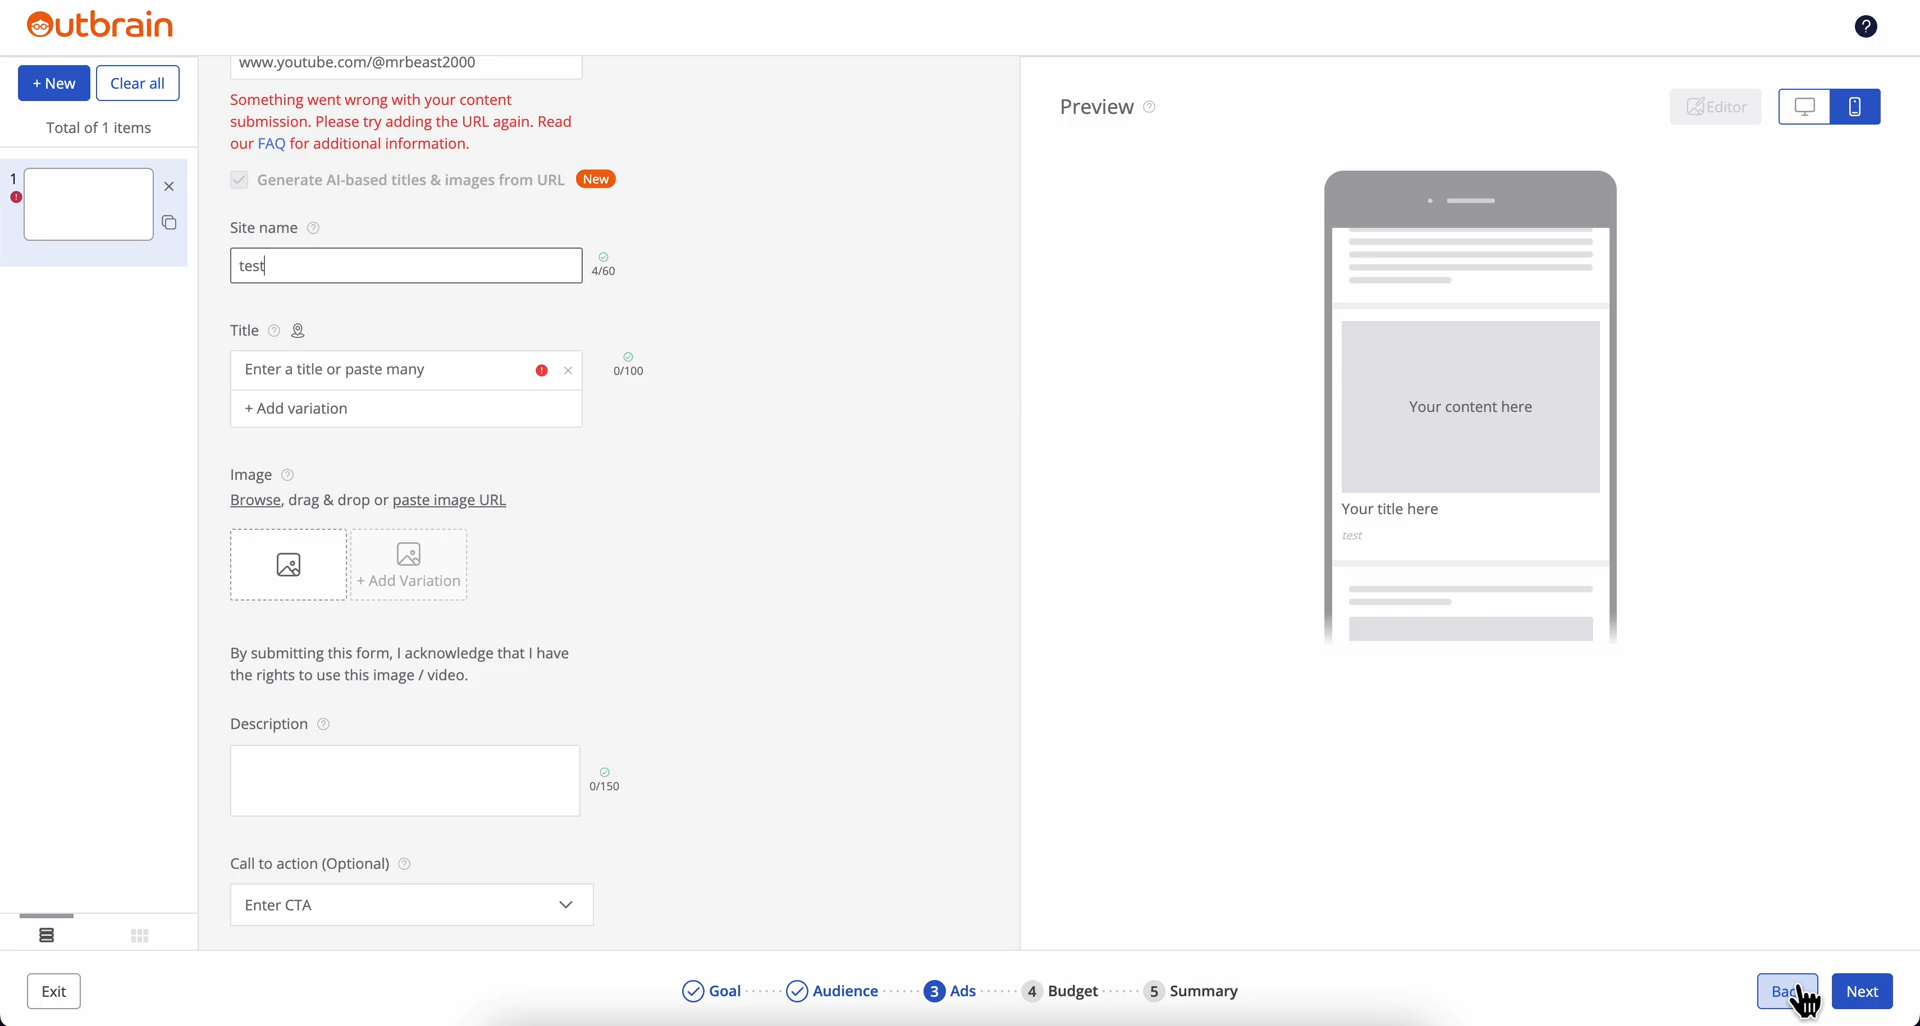 Outbrain
?
+ New
Clear all
Total of 1 items
1
www.youtube.com/@mrbeast2000
Something went wrong with your content
submission. Please try adding the URL again. Read
our FAQ for additional information.
Generate AI-based titles & images from URL
New
Site name
test
4/60
Title
Enter a title or paste many
0/100
+ Add variation
Image
Browse, drag & drop or paste image URL
+ Add Variation
By submitting this form, I acknowledge that I have
the rights to use this image / video.
Description
0/150
Call to action (Optional)
Enter CTA
Preview
Editor
Your content here
Your title here
test
Exit
Goal
Audience
3 Ads
4 Budget
5 Summary
Next